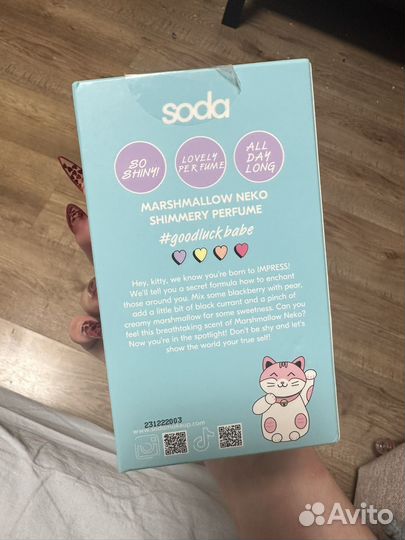 soda
SO
SHINY!
LOVELY
PERFUME
ALL
DAY
LONG
MARSHMALLOW NEKO
SHIMMERY PERFUME
#goodluckbabe
Hey, kitty, we know you're born to IMPRESS!
We'll tell you a secret formula how to enchant
those around you. Mix some blackberry with pear,
add a little bit of black currant and a pinch of
creamy marshmallow for some sweetness. Can you
feel this breathtaking scent of Marshmallow Neko?
Now you're in the spotlight! Don't be shy and let's
show the world your true self!
231222003
Avito